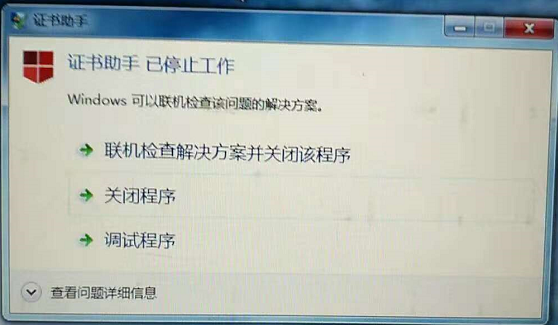 证书助手
证书助手 已停止工作
Windows 可以联机检查该问题的解决方案。
联机检查解决方案并关闭该程序
关闭程序
调试程序
查看问题详细信息